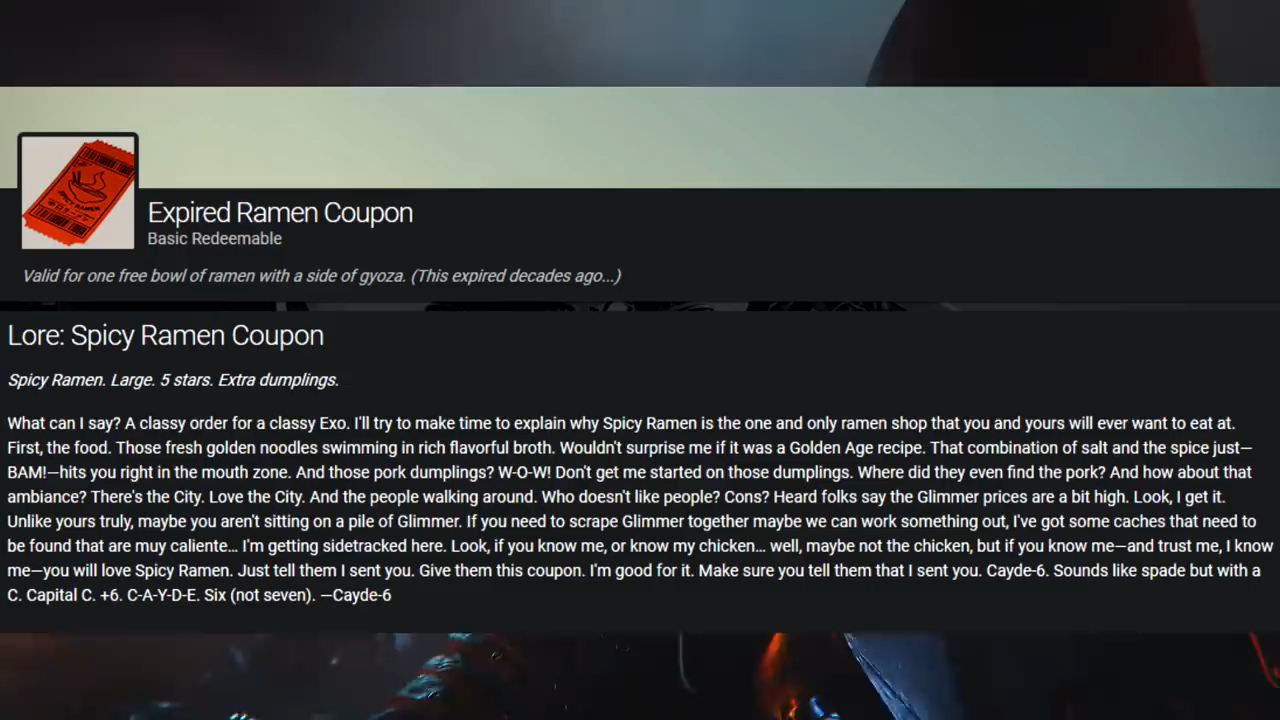 SPICY RAMEN
Expired Ramen Coupon
Basic Redeemable
Valid for one free bowl of ramen with a side of gyoza. (This expired decades ago...)
Lore: Spicy Ramen Coupon
Spicy Ramen. Large. 5 stars. Extra dumplings.
What can I say? A classy order for a classy Exo. I'll try to make time to explain why Spicy Ramen is the one and only ramen shop that you and yours will ever want to eat at.
First, the food. Those fresh golden noodles swimming in rich flavorful broth. Wouldn't surprise me if it was a Golden Age recipe. That combination of salt and the spice just—
BAM!—hits you right in the mouth zone. And those pork dumplings? W-O-W! Don't get me started on those dumplings. Where did they even find the pork? And how about that
ambiance? There's the City. Love the City. And the people walking around. Who doesn't like people? Cons? Heard folks say the Glimmer prices are a bit high. Look, I get it.
Unlike yours truly, maybe you aren't sitting on a pile of Glimmer. If you need to scrape Glimmer together maybe we can work something out, I've got some caches that need to
be found that are muy caliente… I'm getting sidetracked here. Look, if you know me, or know my chicken… well, maybe not the chicken, but if you know me—and trust me, I know
me—you will love Spicy Ramen. Just tell them I sent you. Give them this coupon. I'm good for it. Make sure you tell them that I sent you. Cayde-6. Sounds like spade but with a
C. Capital C. +6. C-A-Y-D-E. Six (not seven). —Cayde-6